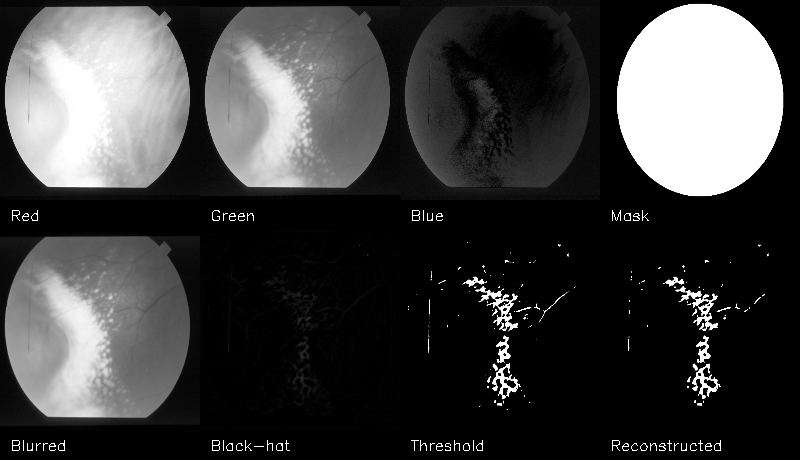 Red
Green
Blue
Mask
Blurred
Black-hat
Threshold
Reconstructed